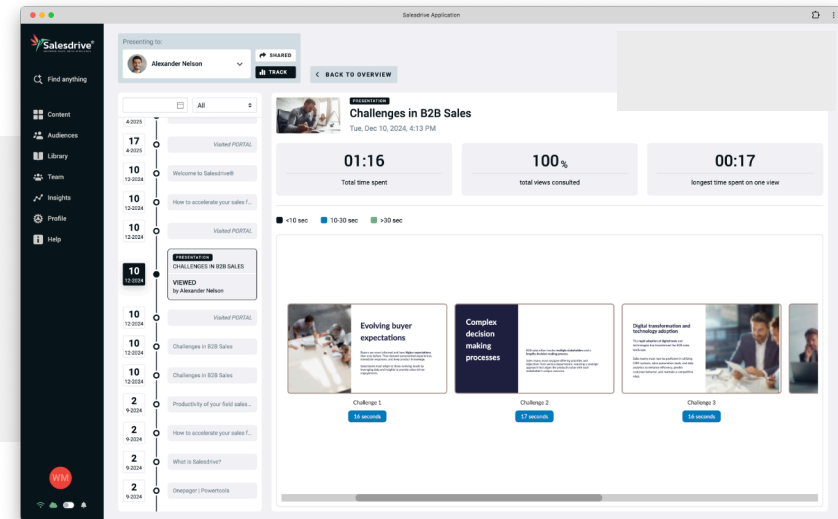 Salesdrive Application
Salesdrive®
Find anything
Content
Audiences
Library
Team
Insights
Profile
Help
WM
Presenting to:
Alexander Nelson
SHARED
TRACK
BACK TO OVERVIEW
All
4-2025
17
4-2025
Visited PORTAL
10
12-2024
Welcome to Salesdrive®
10
12-2024
How to accelerate your sales f...
10
12-2024
Visited PORTAL
10
12-2024
PRESENTATION
CHALLENGES IN B2B SALES
VIEWED
by Alexander Nelson
10
12-2024
Visited PORTAL
10
12-2024
Challenges in B2B Sales
10
12-2024
Challenges in B2B Sales
2
9-2024
Productivity of your field sales...
2
9-2024
How to accelerate your sales f...
2
9-2024
What is Salesdrive?
2
9-2024
Onepager | Powertools
PRESENTATION
Challenges in B2B Sales
Tue, Dec 10, 2024, 4:13 PM
01:16
Total time spent
100 %
total views consulted
00:17
longest time spent on one view
<10 sec
10-30 sec
>30 sec
Evolving buyer
expectations
Challenge 1
16 seconds
Complex
decision
making
processes
Challenge 2
17 seconds
Digital transformation and
technology adoption
Challenge 3
16 seconds